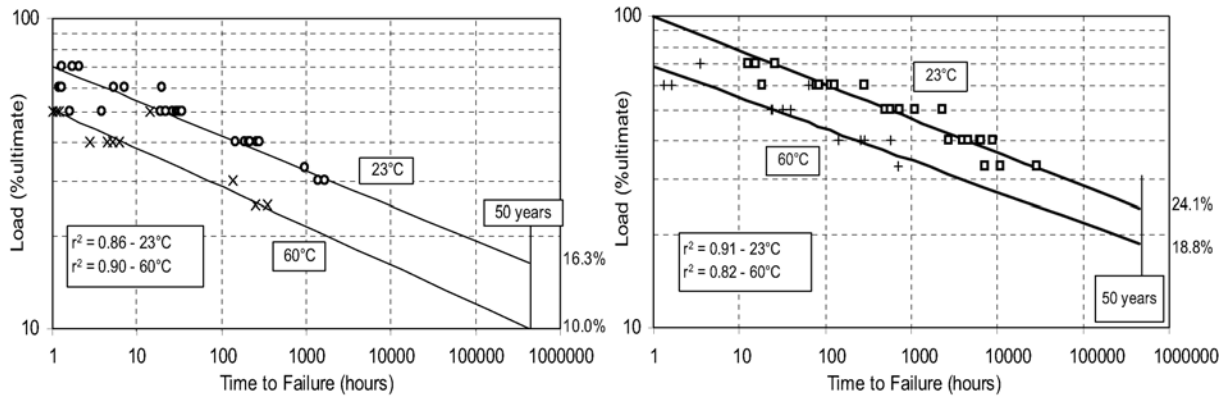 100
Load (%ultimate)
10
23°C
50 years
60°C
r² = 0.86 - 23°C
r² = 0.90 - 60°C
16.3%
10.0%
1 10 100 1000 10000 100000 1000000
Time to Failure (hours)
100
Load (%ultimate)
10
23°C
60°C
24.1%
18.8%
r² = 0.91 - 23°C
r² = 0.82 - 60°C
50 years
1 10 100 1000 10000 100000 1000000
Time to Failure (hours)